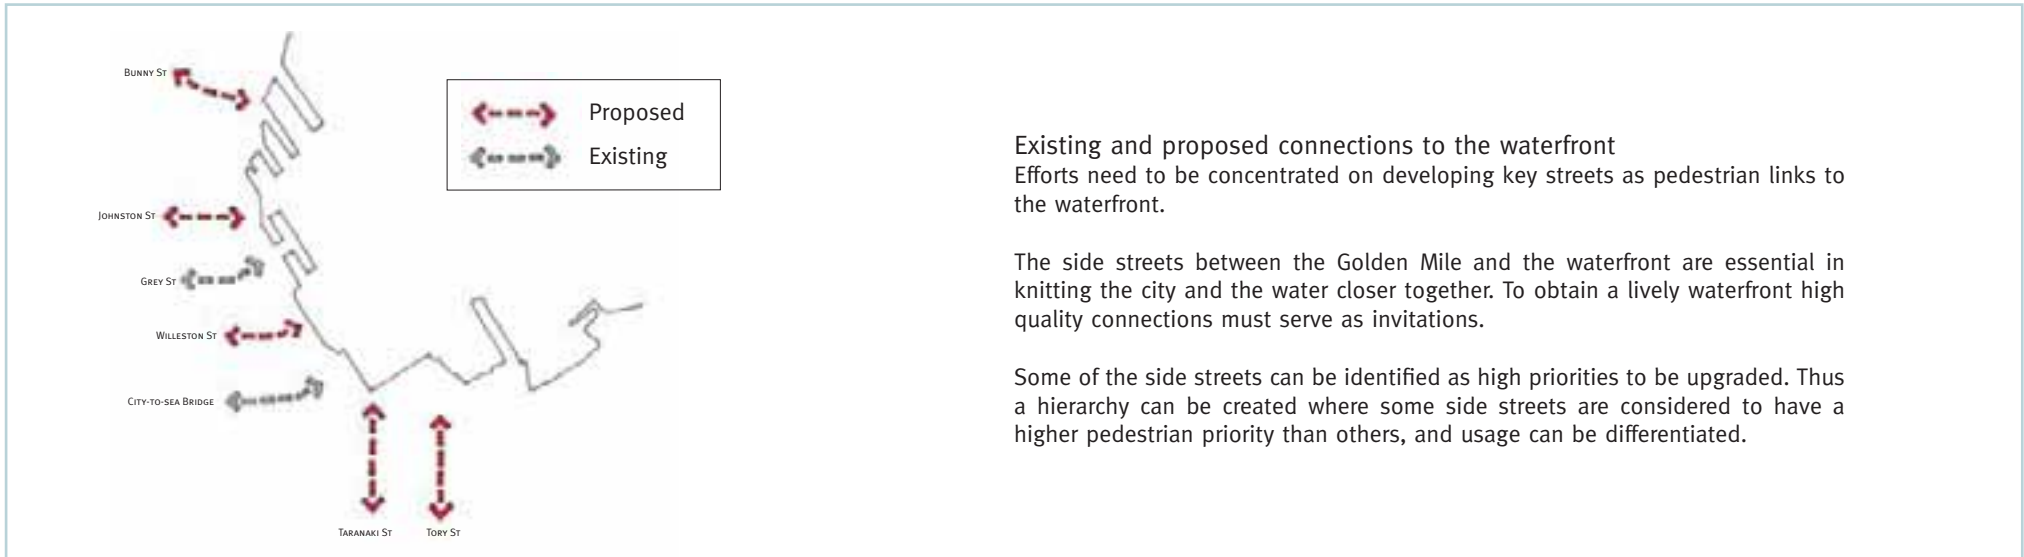 Bunny St
Proposed
Existing
Johnston St
Grey St
Willeston St
City-to-sea Bridge
Taranaki St
Tory St
Existing and proposed connections to the waterfront
Efforts need to be concentrated on developing key streets as pedestrian links to
the waterfront.
The side streets between the Golden Mile and the waterfront are essential in
knitting the city and the water closer together. To obtain a lively waterfront high
quality connections must serve as invitations.
Some of the side streets can be identified as high priorities to be upgraded. Thus
a hierarchy can be created where some side streets are considered to have a
higher pedestrian priority than others, and usage can be differentiated.